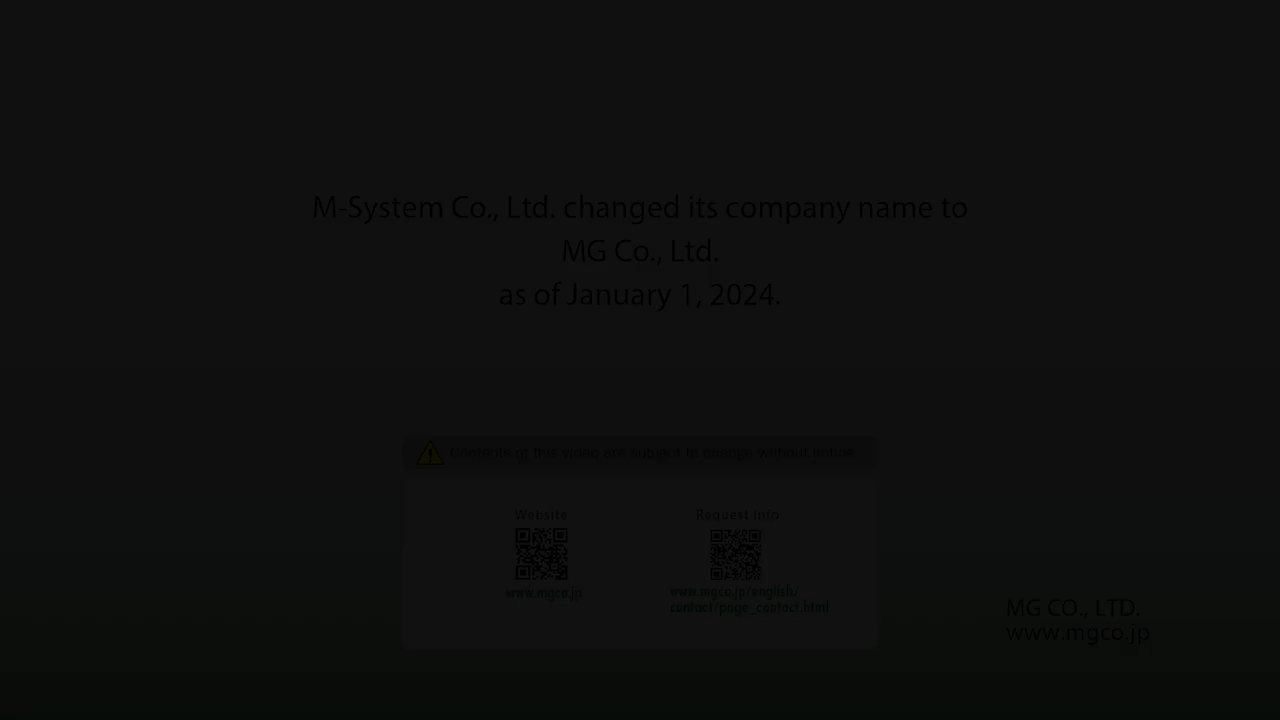 M-System Co., Ltd. changed its company name to
MG Co., Ltd.
as of January 1, 2024.
Contents of this video are subject to change without notice.
Website
Request info
www.mgco.jp
www.mgco.jp/english/
contact/page_contact.html
MG CO., LTD.
www.mgco.jp